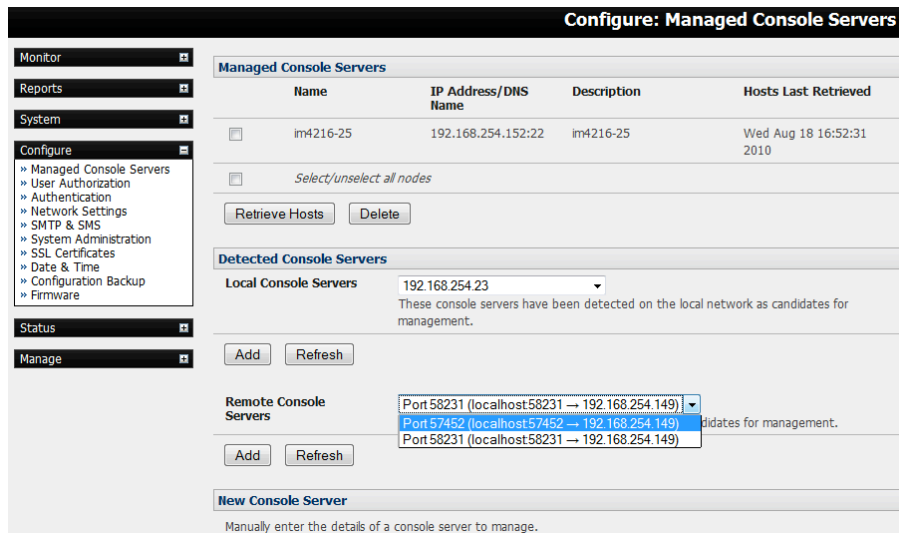 Configure: Managed Console Servers
Monitor
Reports
System
Configure
» Managed Console Servers
» User Authorization
» Authentication
» Network Settings
» SMTP & SMS
» System Administration
» SSL Certificates
» Date & Time
» Configuration Backup
» Firmware
Status
Manage
Managed Console Servers
Name IP Address/DNS Description Hosts Last Retrieved
Name
im4216-25 192.168.254.152:22 im4216-25 Wed Aug 18 16:52:31
2010
Select/unselect all nodes
Retrieve Hosts Delete
Detected Console Servers
Local Console Servers 192.168.254.23
These console servers have been detected on the local network as candidates for
management.
Add Refresh
Remote Console Port 58231 (localhost:58231 → 192.168.254.149)
Servers Port 57452 (localhost:57452 → 192.168.254.149) didates for management.
Port 58231 (localhost:58231 → 192.168.254.149)
Add Refresh
New Console Server
Manually enter the details of a console server to manage.